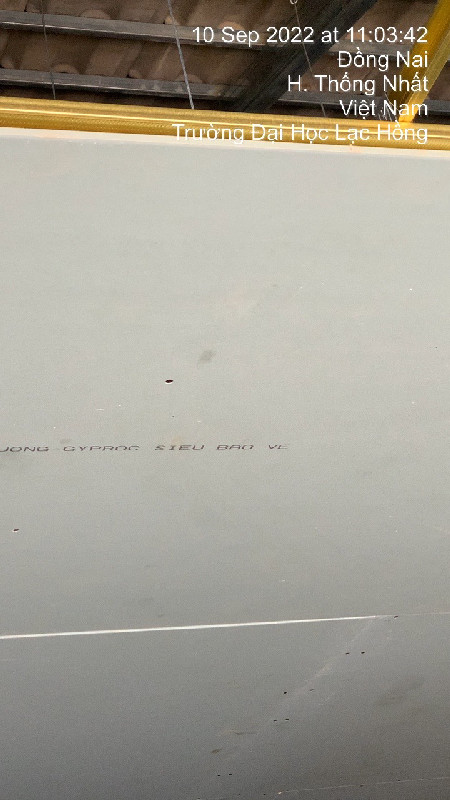 10 Sep 2022 at 11:03:42
Đồng Nai
H. Thống Nhất
Việt Nam
Trường Đại Học Lạc Hồng
GYPROC SIEU BAO VE